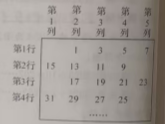 第1列 第2列 第3列 第4列 第5列
第1行 1 3 5 7
第2行 15 13 11 9
第3行 17 19 21 23
第4行 31 29 27 25
……